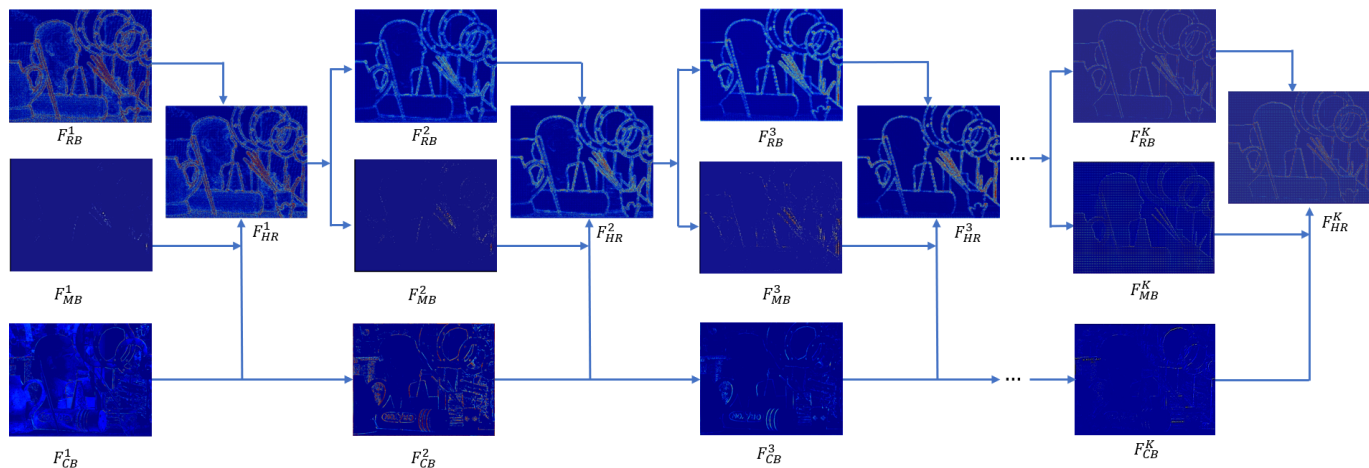 F_{RB}^{1}
F_{RB}^{2}
F_{RB}^{3}
F_{RB}^{K}
...
F_{HR}^{1}
F_{HR}^{2}
F_{HR}^{3}
F_{HR}^{K}
F_{MB}^{1}
F_{MB}^{2}
F_{MB}^{3}
F_{MB}^{K}
...
F_{CB}^{1}
F_{CB}^{2}
F_{CB}^{3}
F_{CB}^{K}